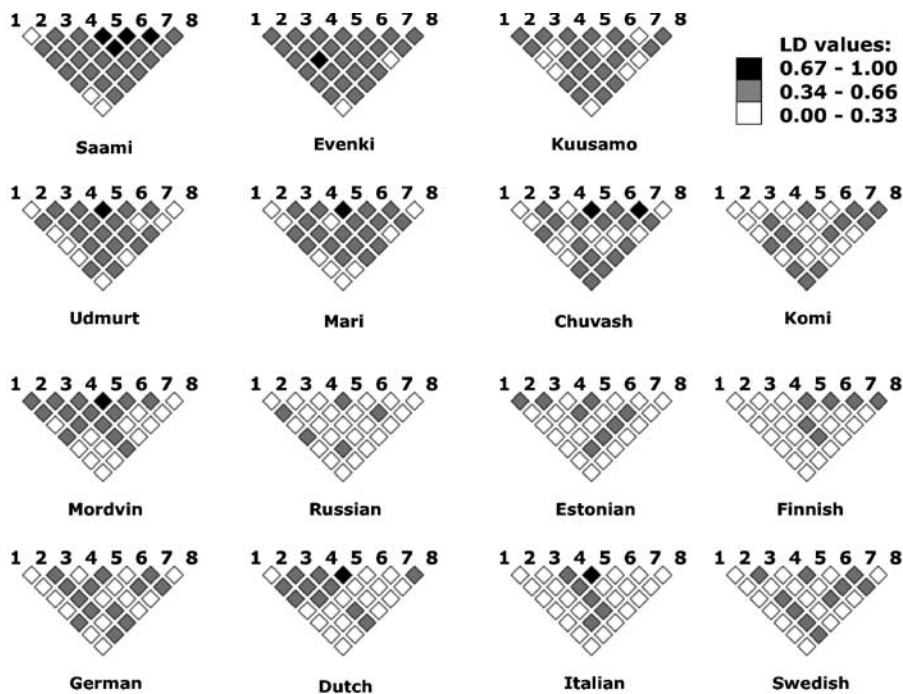 1 2 3 4 5 6 7 8 1 2 3 4 5 6 7 8 1 2 3 4 5 6 7 8
LD values:
0.67 - 1.00
0.34 - 0.66
0.00 - 0.33
Saami Evenki Kuusamo
1 2 3 4 5 6 7 8 1 2 3 4 5 6 7 8 1 2 3 4 5 6 7 8 1 2 3 4 5 6 7 8
Udmurt Mari Chuvash Komi
1 2 3 4 5 6 7 8 1 2 3 4 5 6 7 8 1 2 3 4 5 6 7 8 1 2 3 4 5 6 7 8
Mordvin Russian Estonian Finnish
1 2 3 4 5 6 7 8 1 2 3 4 5 6 7 8 1 2 3 4 5 6 7 8 1 2 3 4 5 6 7 8
German Dutch Italian Swedish